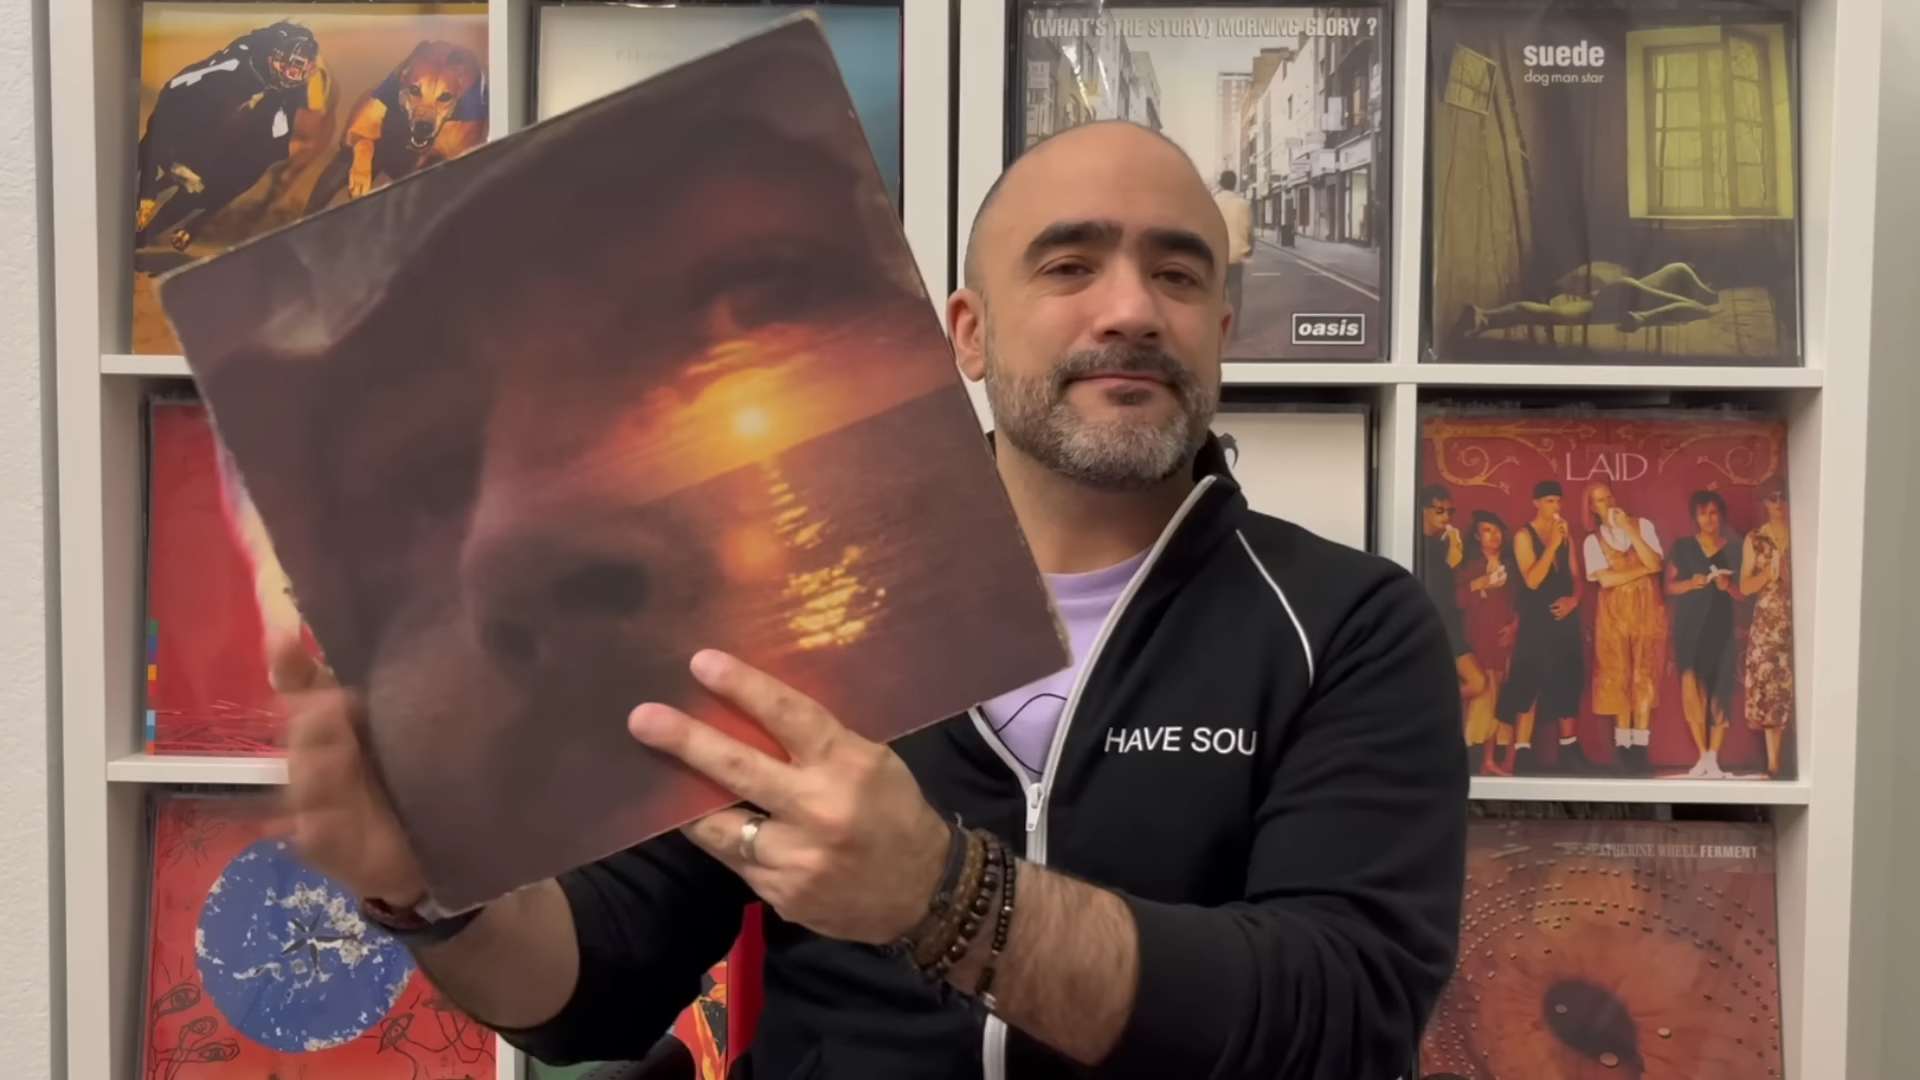 (WHAT'S THE STORY) MORNING GLORY ?
suede
dog man star
oasis
LAID
HAVE SOU
CATHERINE WHEEL FERMENT